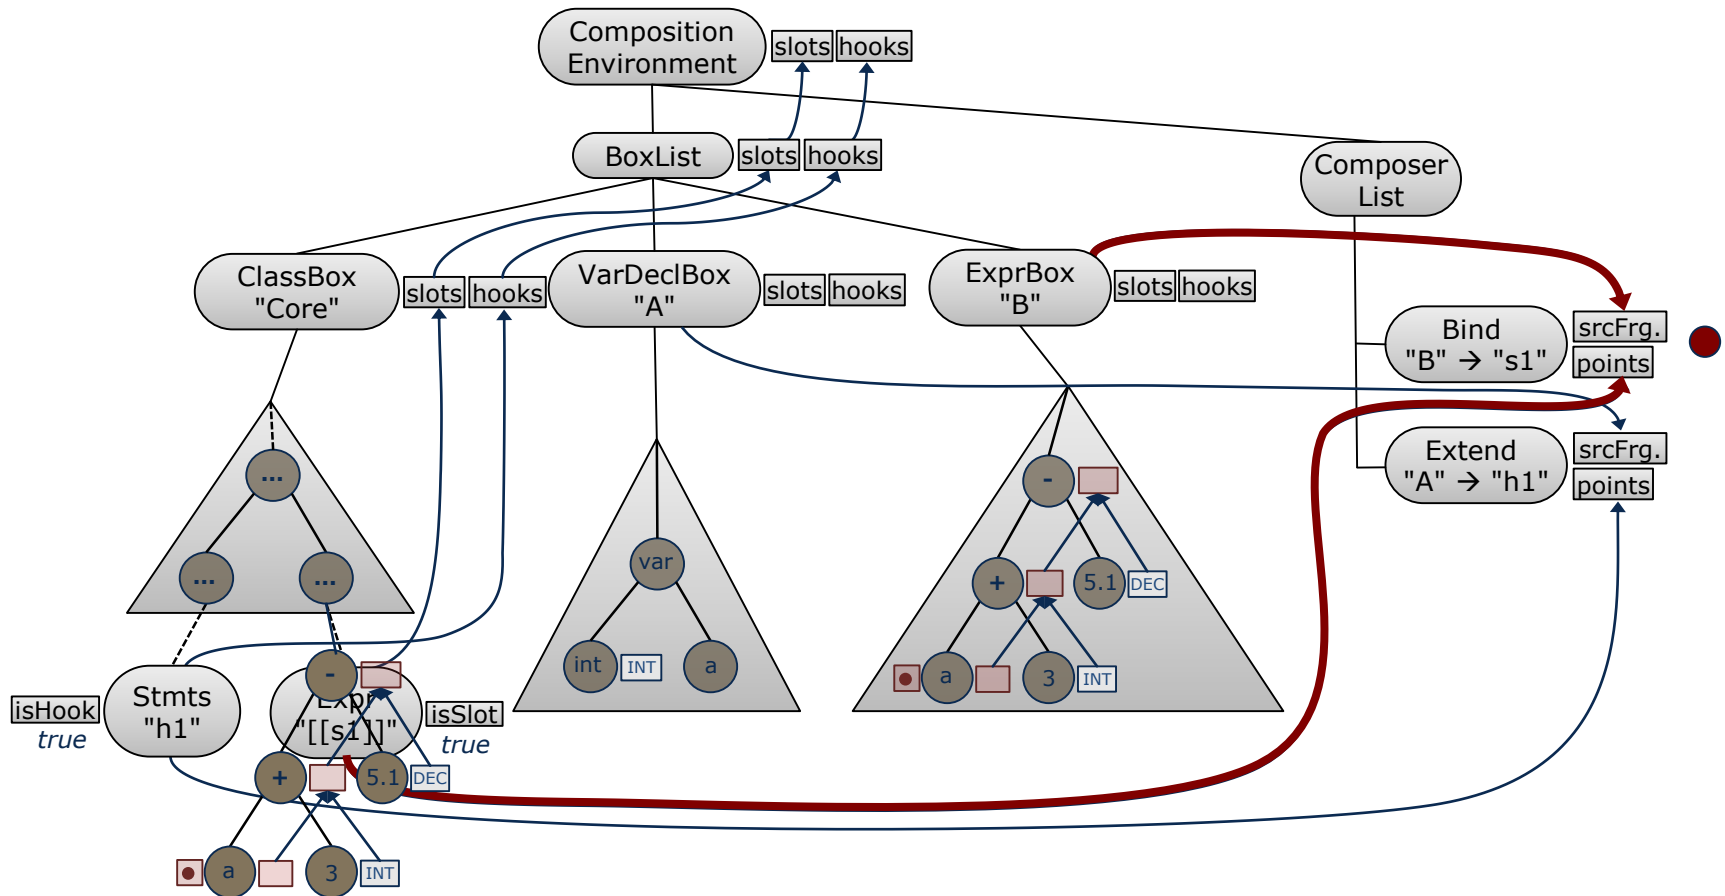 Composition
Environment
slots
hooks
BoxList
slots
hooks
Composer
List
ClassBox
"Core"
slots
hooks
VarDeclBox
"A"
slots
hooks
ExprBox
"B"
slots
hooks
Bind
"B" → "s1"
srcFrg.
points
Extend
"A" → "h1"
srcFrg.
points
...
...
...
var
int
INT
a
-
+
5.1
DEC
a
3
INT
isHook
true
Stmts
"h1"
-
Expr
"[[s1]]"
isSlot
true
+
5.1
DEC
a
3
INT